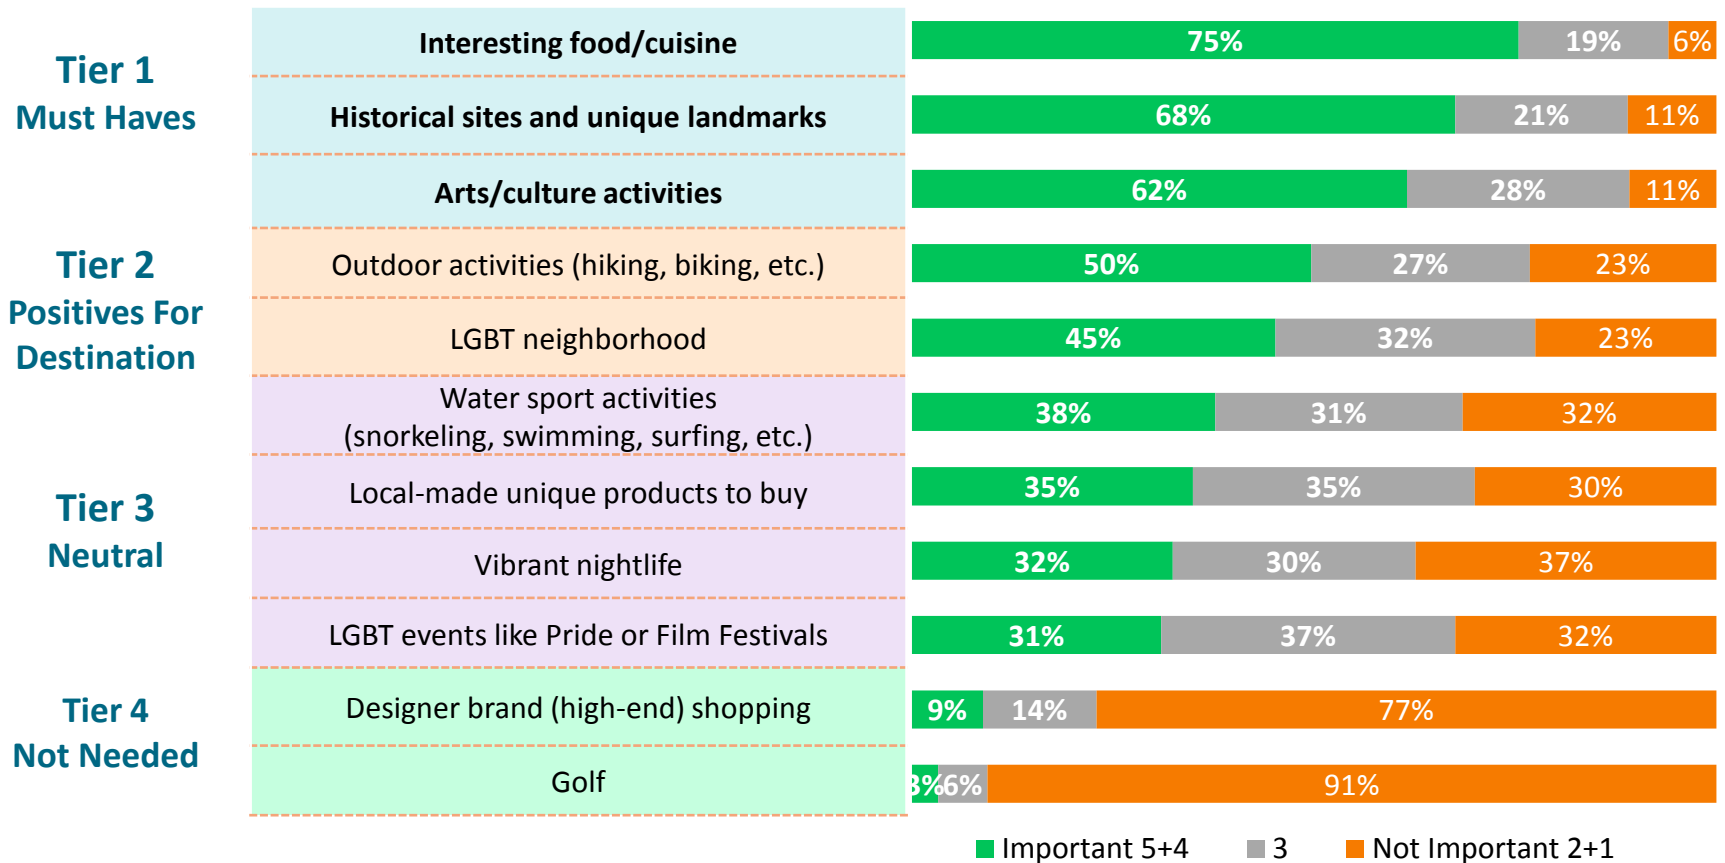 Tier 1
Must Haves
Interesting food/cuisine
75%
19%
6%
Historical sites and unique landmarks
68%
21%
11%
Arts/culture activities
62%
28%
11%
Tier 2
Positives For
Destination
Outdoor activities (hiking, biking, etc.)
50%
27%
23%
LGBT neighborhood
45%
32%
23%
Tier 3
Neutral
Water sport activities
(snorkeling, swimming, surfing, etc.)
38%
31%
32%
Local-made unique products to buy
35%
35%
30%
Vibrant nightlife
32%
30%
37%
LGBT events like Pride or Film Festivals
31%
37%
32%
Tier 4
Not Needed
Designer brand (high-end) shopping
9%
14%
77%
Golf
3%
6%
91%
Important 5+4
3
Not Important 2+1